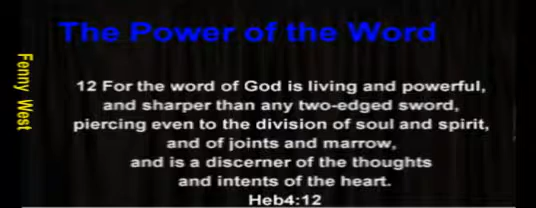 The Power of the Word
Fenny West
12 For the word of God is living and powerful,
and sharper than any two-edged sword,
piercing even to the division of soul and spirit,
and of joints and marrow,
and is a discerner of the thoughts
and intents of the heart.
Heb4:12